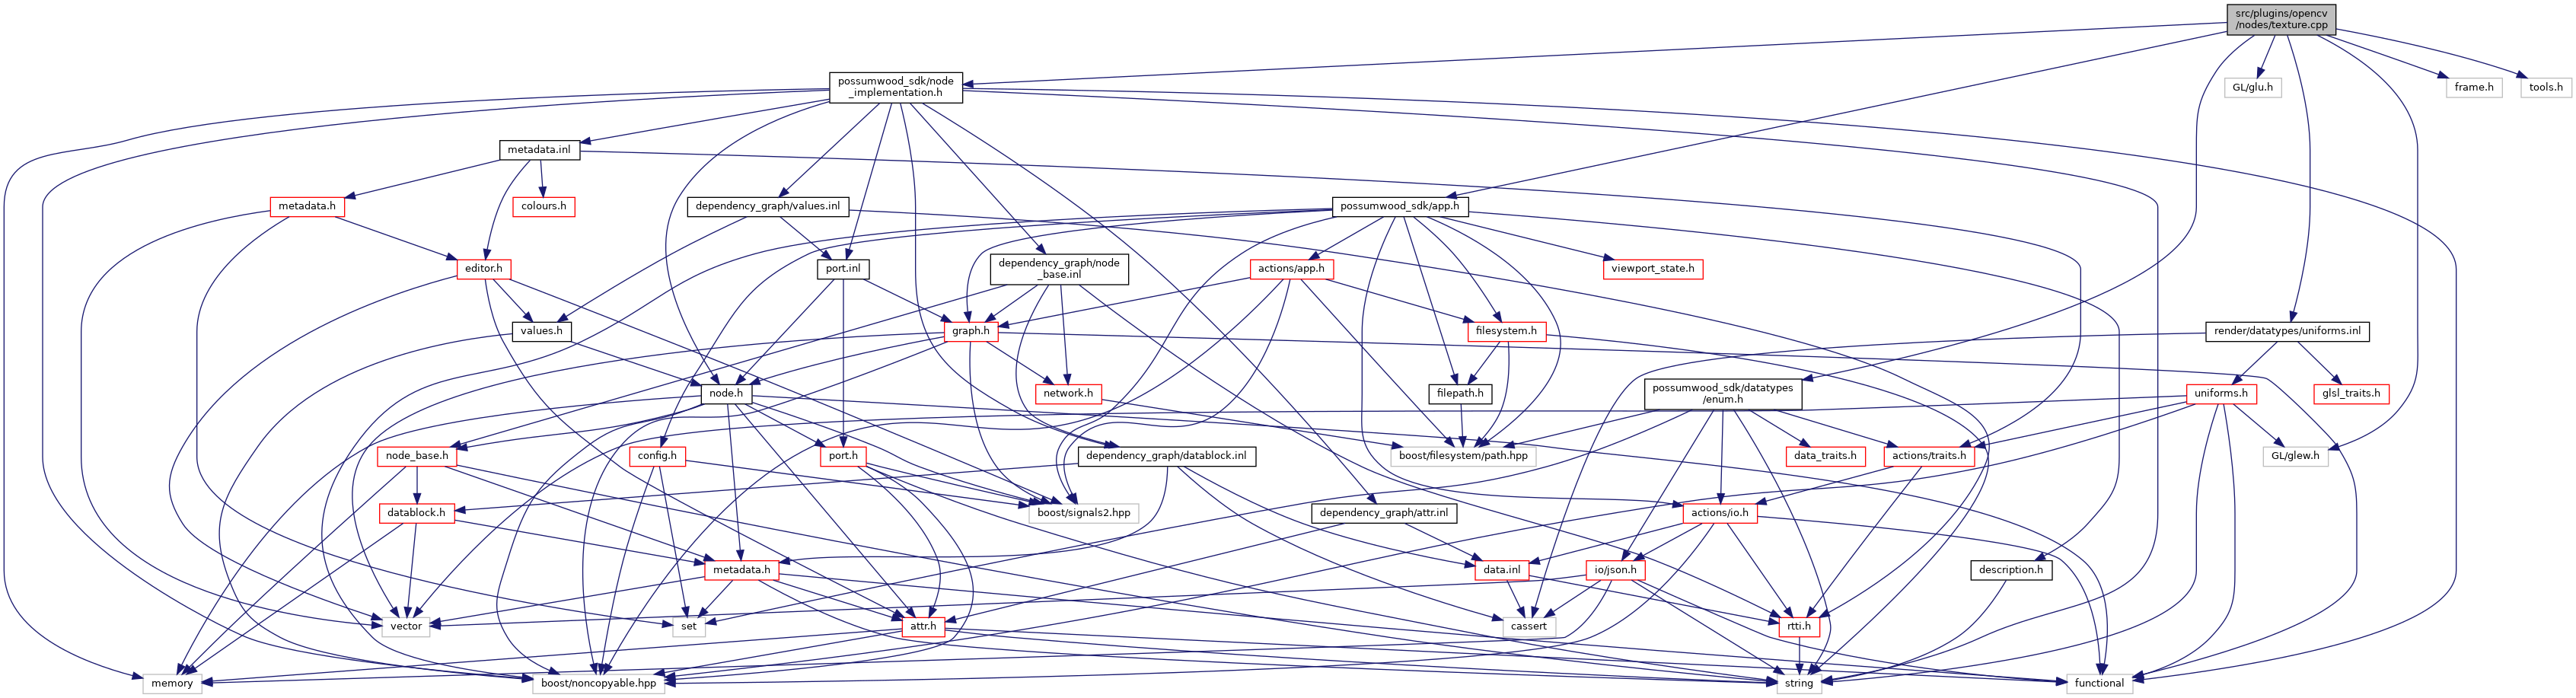 src/plugins/opencv
/nodes/texture.cpp
possumwood_sdk/node
_implementation.h
GL/glu.h
frame.h
tools.h
metadata.inl
metadata.h
colours.h
dependency_graph/values.inl
possumwood_sdk/app.h
editor.h
port.inl
dependency_graph/node
_base.inl
actions/app.h
viewport_state.h
values.h
graph.h
filesystem.h
render/datatypes/uniforms.inl
node.h
network.h
filepath.h
possumwood_sdk/datatypes
/enum.h
uniforms.h
glsl_traits.h
node_base.h
config.h
port.h
dependency_graph/datablock.inl
boost/filesystem/path.hpp
data_traits.h
actions/traits.h
GL/glew.h
datablock.h
boost/signals2.hpp
dependency_graph/attr.inl
actions/io.h
metadata.h
data.inl
io/json.h
description.h
vector
set
attr.h
cassert
rtti.h
memory
boost/noncopyable.hpp
string
functional